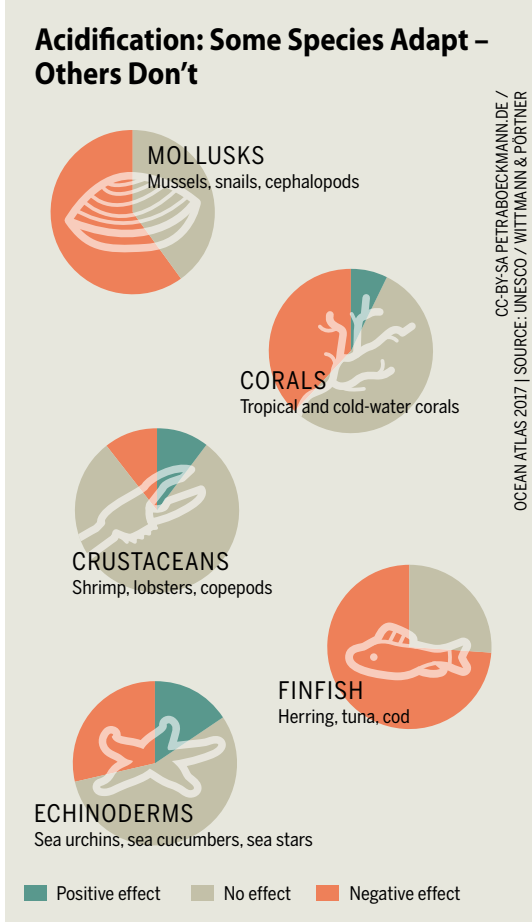 Acidification: Some Species Adapt –
Others Don't
CC-BY-SA PETRABOECKMANN.DE /
OCEAN ATLAS 2017 | SOURCE: UNESCO / WITTMANN & PÖRTNER
MOLLUSKS
Mussels, snails, cephalopods
CORALS
Tropical and cold-water corals
CRUSTACEANS
Shrimp, lobsters, copepods
FINFISH
Herring, tuna, cod
ECHINODERMS
Sea urchins, sea cucumbers, sea stars
Positive effect
No effect
Negative effect